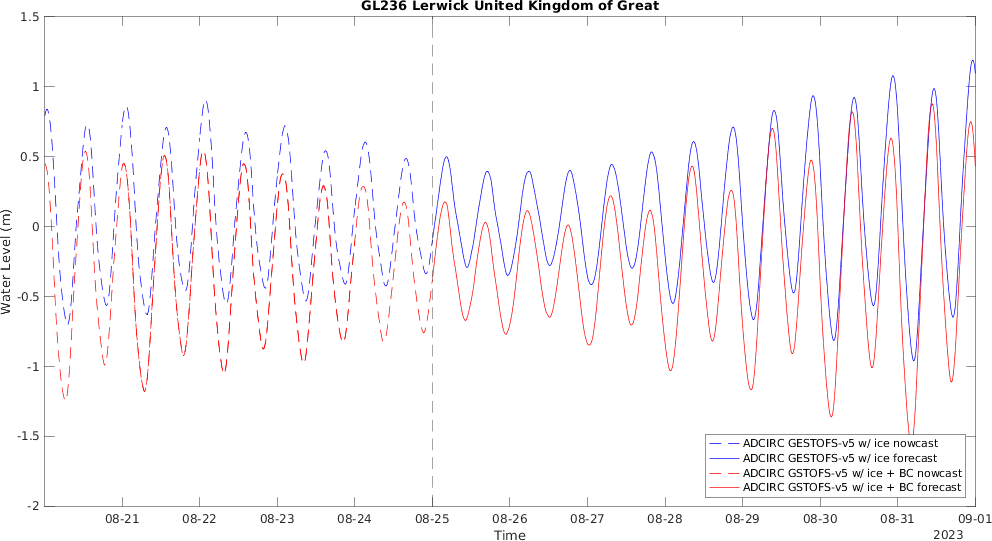 GL236 Lerwick United Kingdom of Great
1.5
1
0.5
0
-0.5
-1
-1.5
-2
Water Level (m)
ADCIRC GESTOFS-v5 w/ ice nowcast
ADCIRC GESTOFS-v5 w/ ice forecast
ADCIRC GSTOFS-v5 w/ ice + BC nowcast
ADCIRC GSTOFS-v5 w/ ice + BC forecast
08-21 08-22 08-23 08-24 08-25 08-26 08-27 08-28 08-29 08-30 08-31 09-01
Time
2023